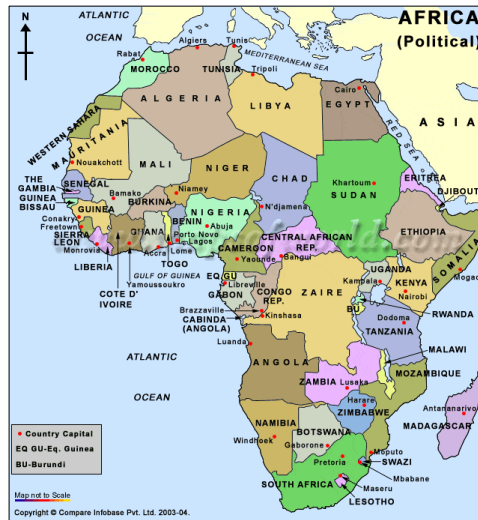 AFRICA
(Political)
ATLANTIC
OCEAN
N
Algiers
Tunis
Rabat
MEDITERRANEAN SEA
MOROCCO
TUNISIA
Tripoli
ALGERIA
LIBYA
Cairo
EGYPT
ASIA
RED SEA
WESTERN SAHARA
MAURITANIA
Nouakchott
MALI
NIGER
CHAD
Khartoum
SUDAN
ERITREA
DJIBOUT
THE
GAMBIA
SENEGAL
GUINEA
BISSAU
Bamako
BURKINA
Niamey
N'djamena
GUINEA
Conakry
Freetown
SIERRA
LEON
Monrovia
LIBERIA
GHANA
BENIN
NIGERIA
Abuja
Porto Novo
Lagos
Accra
Lome
TOGO
ETHIOPIA
SOMALIA
CENTRAL AFRICAN
REP.
CAMEROON
Yaounde
Bangui
GULF OF GUINEA
Yamoussoukro
COTE D'
IVOIRE
EQ GU
Libreville
GABON
CONGO
REP.
ZAIRE
UGANDA
Kampala
KENYA
Nairobi
Mogad
BU
RWANDA
Brazzaville
Kinshasa
CABINDA
(ANGOLA)
Dodoma
TANZANIA
Luanda
ATLANTIC
OCEAN
ANGOLA
MALAWI
MOZAMBIQUE
ZAMBIA
Lusaka
Harare
ZIMBABWE
Antananarivo
MADAGASCAR
NAMIBIA
Windhoek
BOTSWANA
Gaborone
Pretoria
Moputo
SWAZI
Mbabane
SOUTH AFRICA
Maseru
LESOTHO
Country Capital
EQ GU-Eq. Guinea
BU-Burundi
Map not to Scale
Copyright © Compare Infobase Pvt. Ltd. 2003-04.